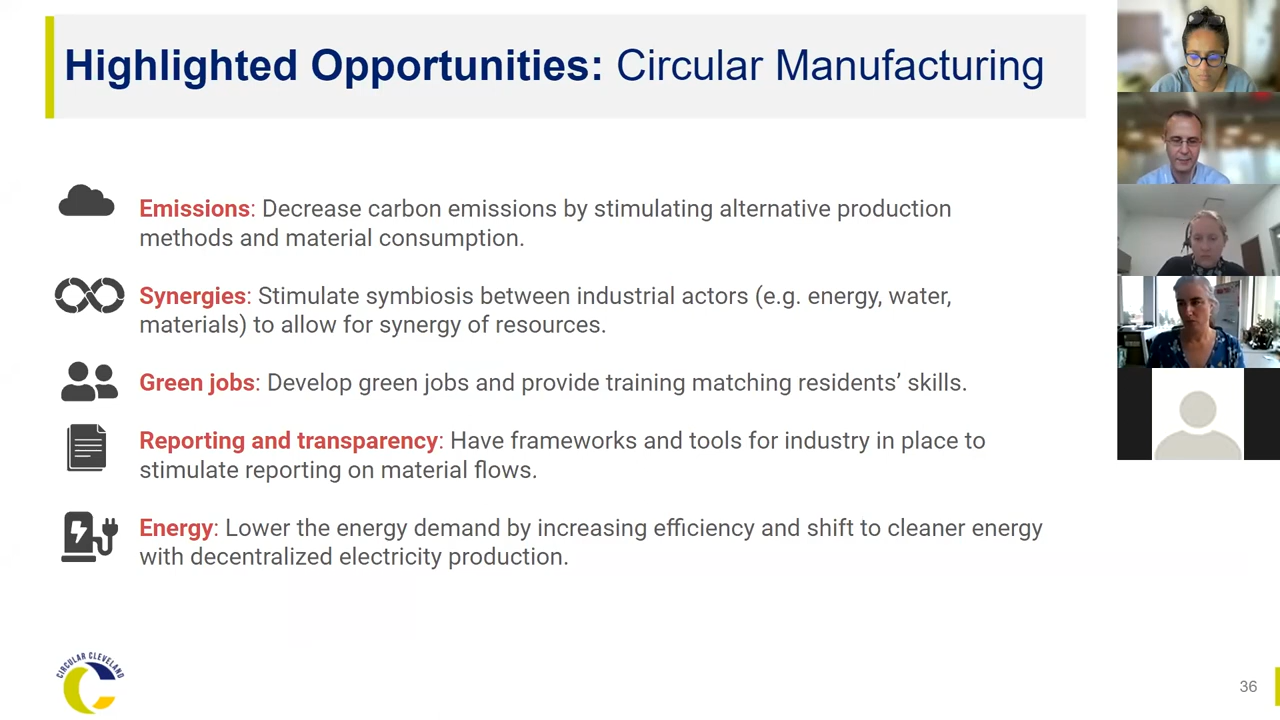 Highlighted Opportunities: Circular Manufacturing
Emissions: Decrease carbon emissions by stimulating alternative production
methods and material consumption.
Synergies: Stimulate symbiosis between industrial actors (e.g. energy, water,
materials) to allow for synergy of resources.
Green jobs: Develop green jobs and provide training matching residents’ skills.
Reporting and transparency: Have frameworks and tools for industry in place to
stimulate reporting on material flows.
Energy: Lower the energy demand by increasing efficiency and shift to cleaner energy
with decentralized electricity production.
CIRCULAR CLEVELAND
36